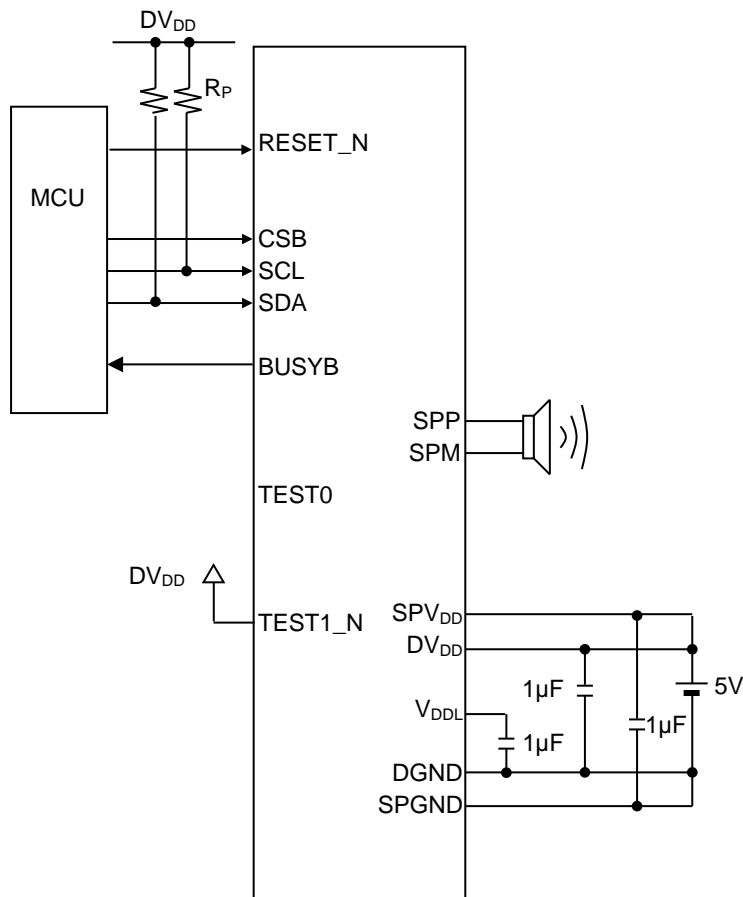 DVDD
RP
MCU
RESET_N
CSB
SCL
SDA
BUSYB
SPP
SPM
TEST0
DVDD
TEST1_N
SPVDD
DVDD
1µF
5V
VDDL
1µF
1µF
DGND
SPGND